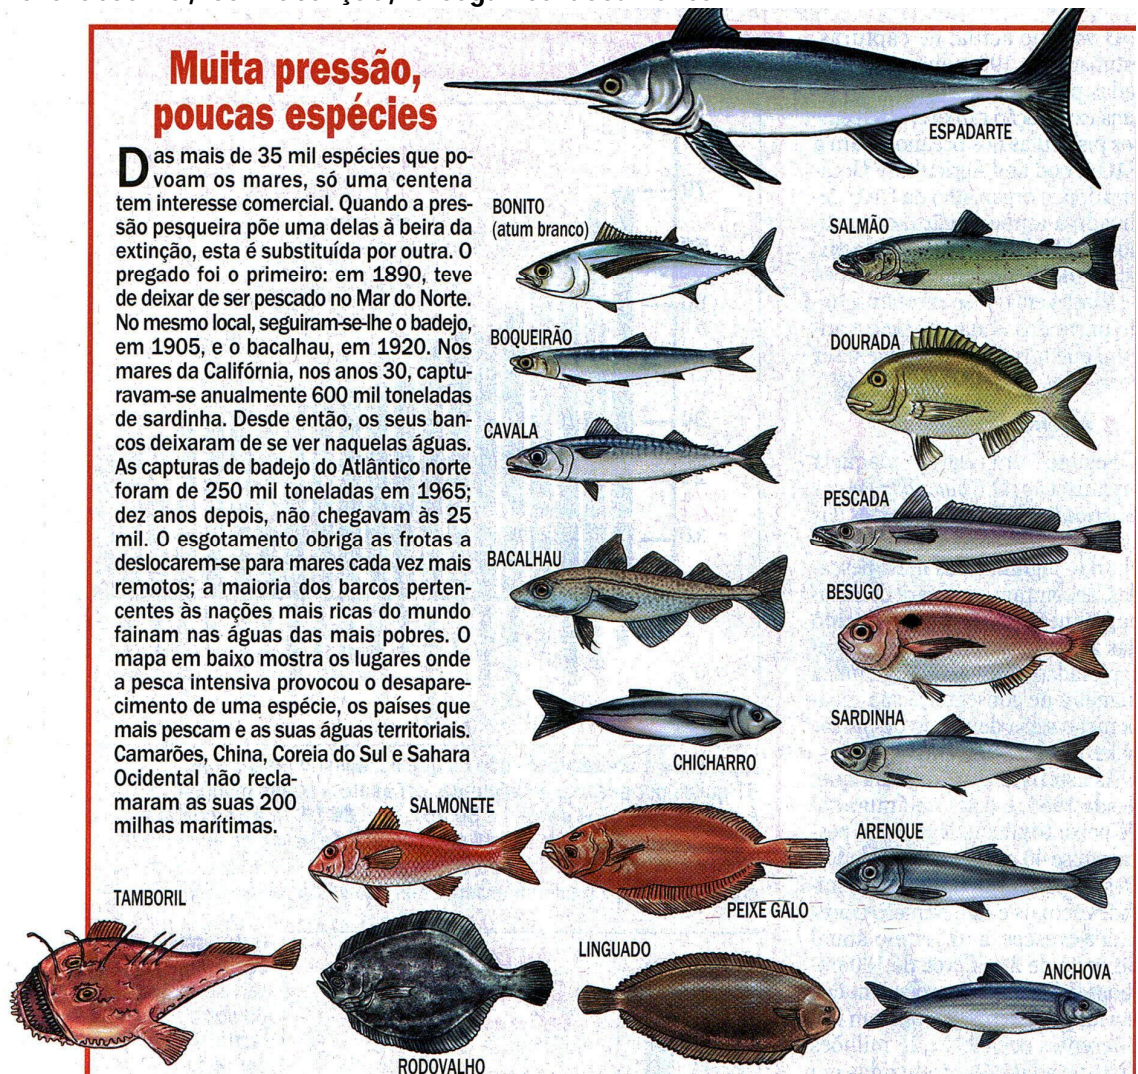 Muita pressão,
poucas espécies
Das mais de 35 mil espécies que po-
voam os mares, só uma centena
tem interesse comercial. Quando a pres-
são pesqueira põe uma delas à beira da
extinção, esta é substituída por outra. O
pregado foi o primeiro: em 1890, teve
de deixar de ser pescado no Mar do Norte.
No mesmo local, seguiram-se-lhe o badejo,
em 1905, e o bacalhau, em 1920. Nos
mares da Califórnia, nos anos 30, captu-
ravam-se anualmente 600 mil toneladas
de sardinha. Desde então, os seus ban-
cos deixaram de se ver naquelas águas.
As capturas de badejo do Atlântico norte
foram de 250 mil toneladas em 1965;
dez anos depois, não chegavam às 25
mil. O esgotamento obriga as frotas a
deslocarem-se para mares cada vez mais
remotos; a maioria dos barcos perten-
centes às nações mais ricas do mundo
fainam nas águas das mais pobres. O
mapa em baixo mostra os lugares onde
a pesca intensiva provocou o desapare-
cimento de uma espécie, os países que
mais pescam e as suas águas territoriais.
Camarões, China, Coreia do Sul e Sahara
Ocidental não recla-
maram as suas 200
milhas marítimas.
ESPADARTE
BONITO
(atum branco)
SALMÃO
BOQUEIRÃO
DOURADA
CAVALA
PESCADA
BACALHAU
BESUGO
SARDINHA
CHICHARRO
SALMONETE
ARENQUE
PEIXE GALO
TAMBORIL
LINGUADO
ANCHOVA
RODOVALHO